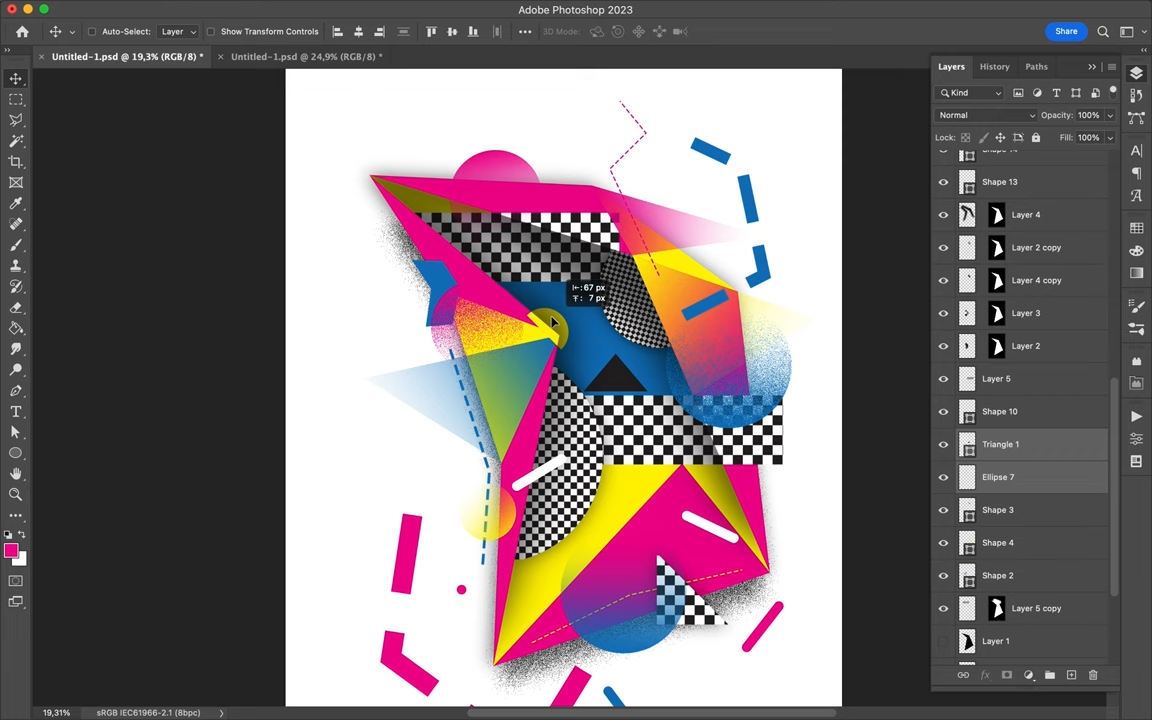 Adobe Photoshop 2023
Auto-Select: Layer Show Transform Controls ••• 3D Mode: Share
× Untitled-1.psd @ 19,3% (RGB/8) * × Untitled-1.psd @ 24,9% (RGB/8) *
Layers History Paths
Kind
Normal Opacity: 100%
Lock: Fill: 100%
Shape 13
Layer 4
Layer 2 copy
Layer 4 copy
Layer 3
Layer 2
Layer 5
Shape 10
Triangle 1
Ellipse 7
Shape 3
Shape 4
Shape 2
Layer 5 copy
Layer 1
: 67 px
: 7 px
19,31% sRGB IEC61966-2.1 (8bpc)